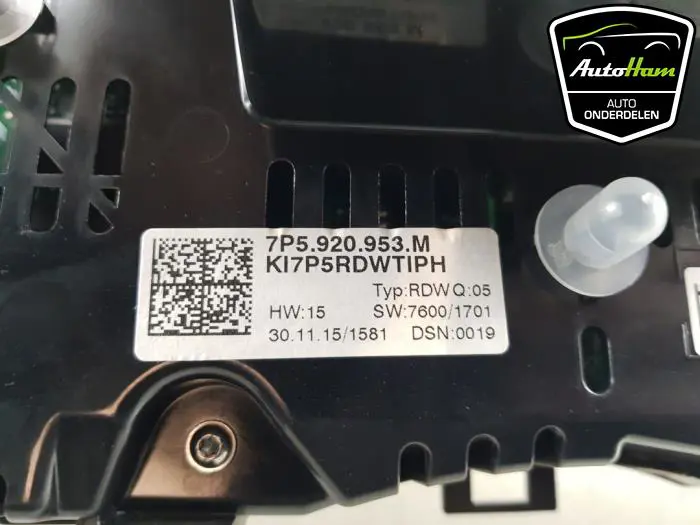 AutoHam
AUTO
ONDERDELEN
7P5.920.953.M
KI7P5RDWTIPH
Typ:RDW Q:05
HW:15 SW:7600/1701
30.11.15/1581 DSN:0019